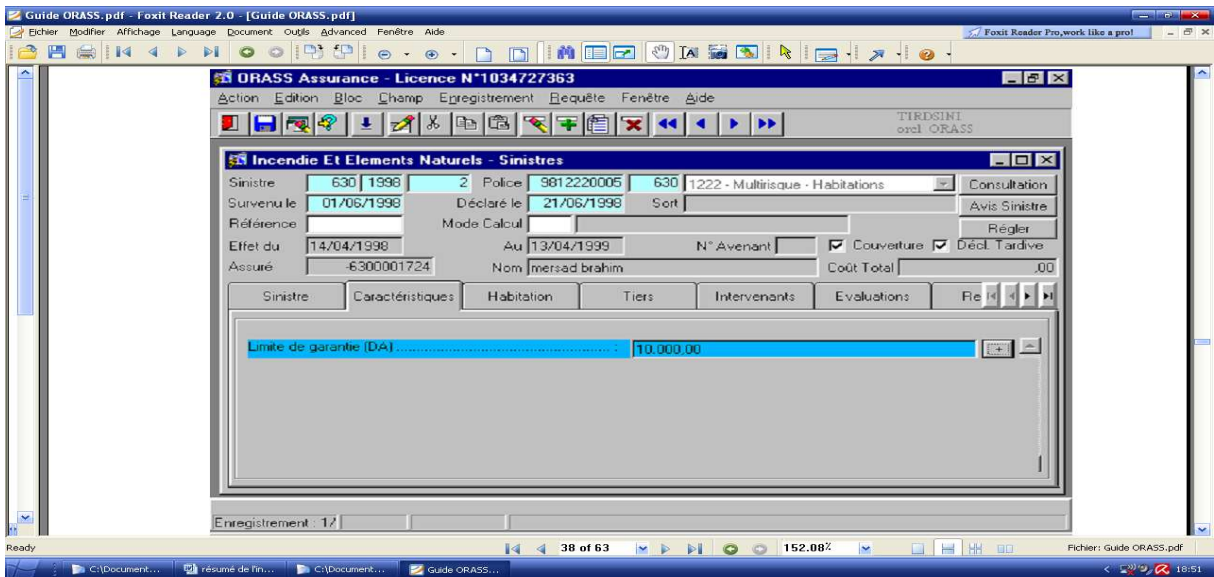 Guide ORASS.pdf - Foxit Reader 2.0 - [Guide ORASS.pdf]
Fichier Modifier Affichage Language Document Outils Advanced Fenêtre Aide
Foxit Reader Pro,work like a pro!
ORASS Assurance - Licence N°1034727363
Action Edition Bloc Champ Enregistrement Requête Fenêtre Aide
TIRDSINI
orcl ORASS
Incendie Et Elements Naturels - Sinistres
Sinistre 630 1998 2 Police 9812220005 630 1222 - Multirisque - Habitations Consultation
Survenu le 01/06/1998 Déclaré le 21/06/1998 Sort Avis Sinistre
Référence Mode Calcul Régler
Effet du 14/04/1998 Au 13/04/1999 N° Avenant Couverture Décl. Tardive
Assuré -6300001724 Nom mersad brahim Coût Total ,00
Sinistre Caractéristiques Habitation Tiers Intervenants Evaluations Re
Limite de garantie (DA) ........................................................ : 10.000,00
Enregistrement : 1/
Ready 38 of 63 152.08% Fichier: Guide ORASS.pdf
C:\Document... résumé de l'in... C:\Document... Guide ORASS... 18:51